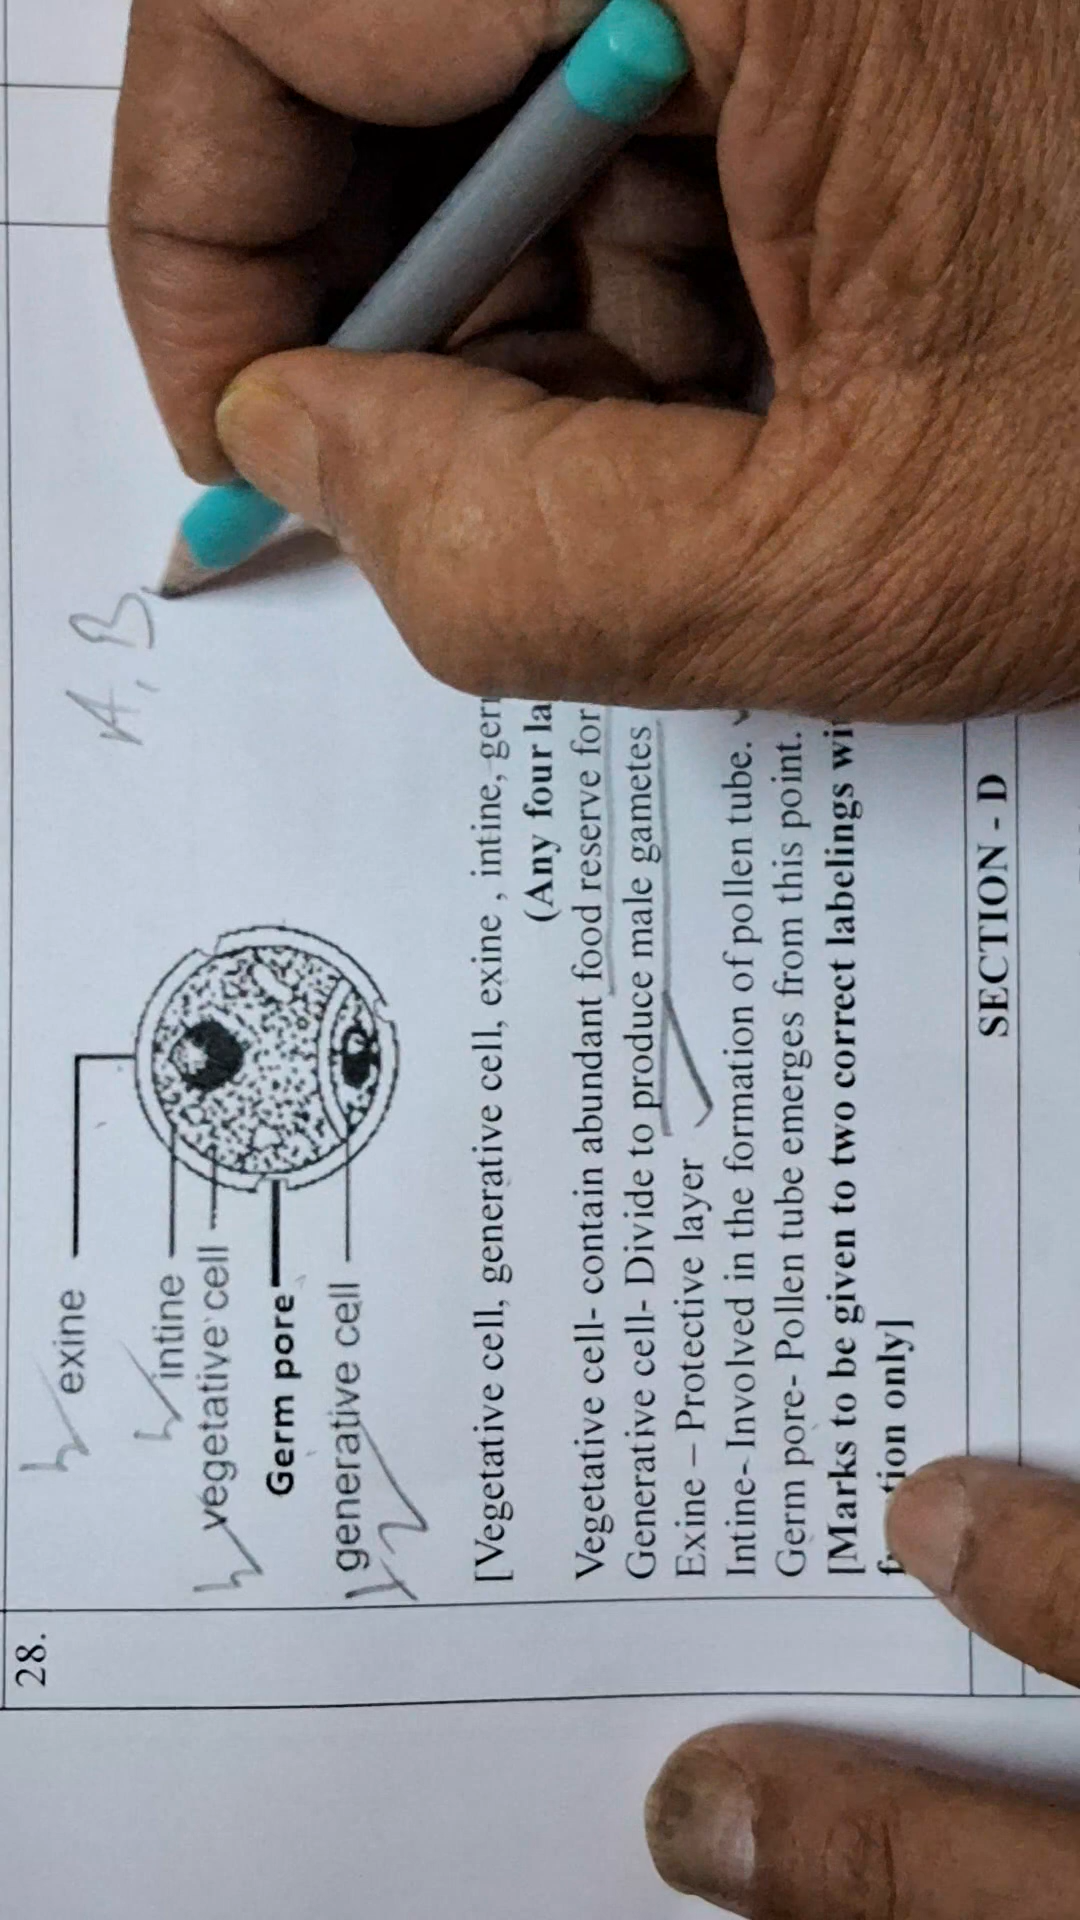 28.
A, B
exine
intine
vegetative cell
Germ pore
generative cell
[Vegetative cell, generative cell, exine , intine,
(Any four
Vegetative cell- contain abundant food reserve for
Generative cell- Divide to produce male gametes
Exine – Protective layer
Intine- Involved in the formation of pollen tube.
Germ pore- Pollen tube emerges from this point.
[Marks to be given to two correct labelings
only]
SECTION - D